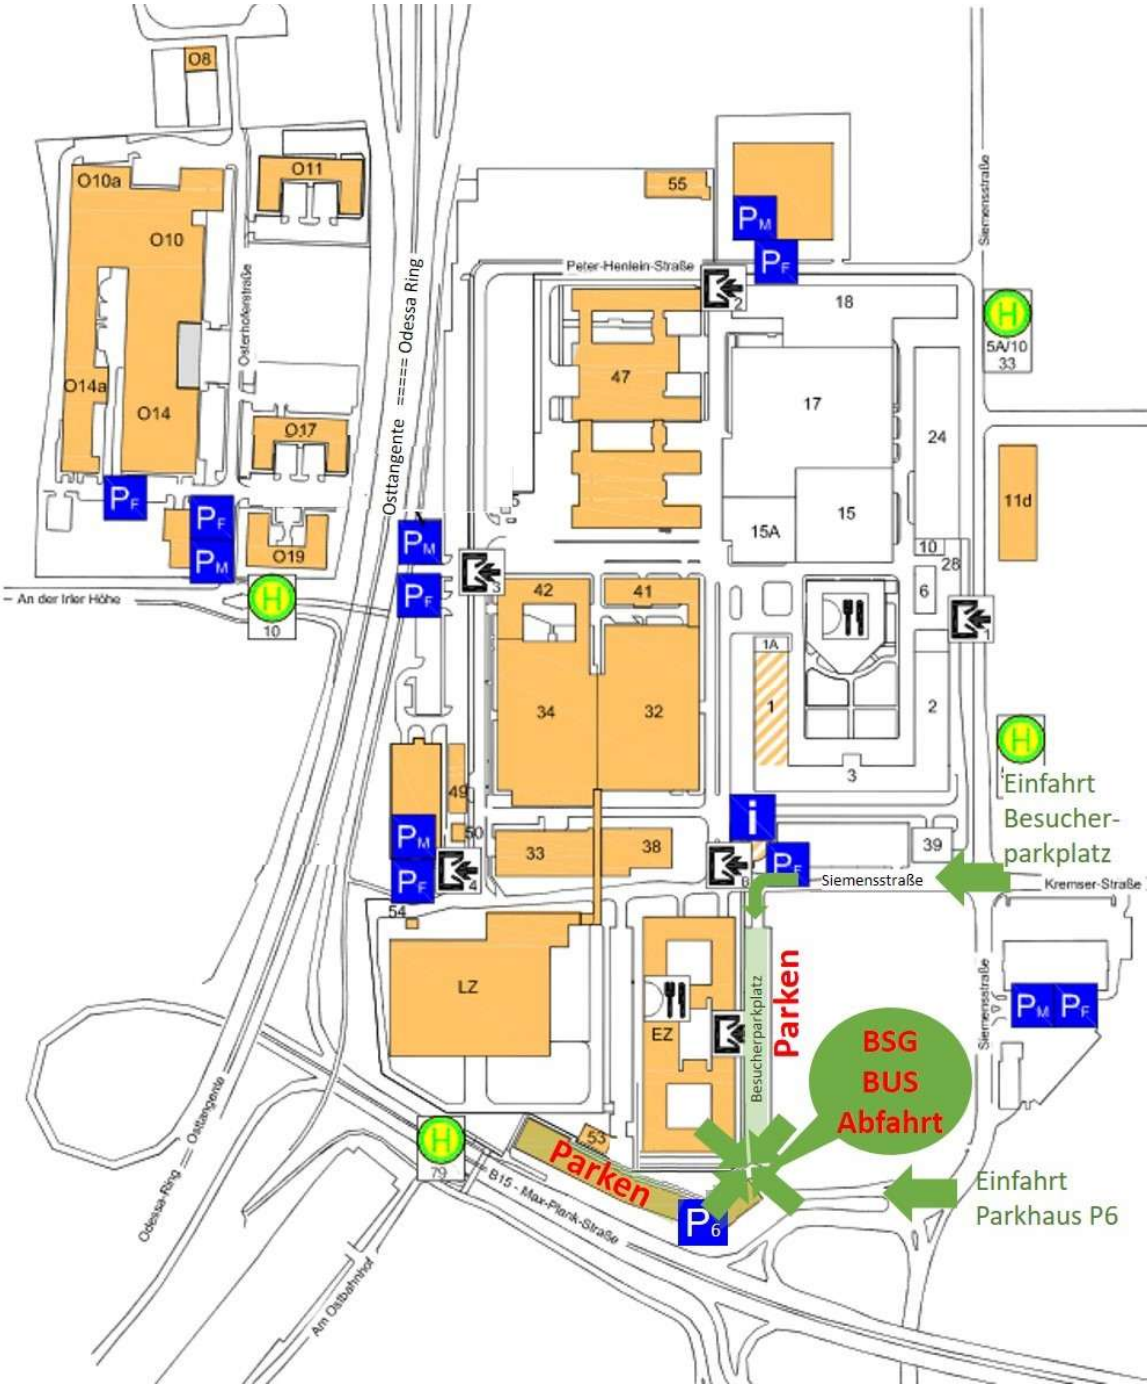 O8
O10a
O11
55
O10
PM
PF
Siemensstraße
Peter-Henlein-Straße
2
18
Osterhoferstraße
Osttangente ===== Odessa Ring
H
5A/10
33
47
17
O14a
O14
O17
24
11d
PF
PF
PM
O19
PM
PF
15A
15
10
28
3
42
41
6
1
An der Irler Höhe
H
10
1A
34
32
1
2
H
3
Einfahrt
Besucher-
parkplatz
49
i
PM
50
33
38
39
PF
4
6
PF
Siemensstraße
Kremser-Straße
54
LZ
EZ
Besucherparkplatz
Parken
Siemensstraße
PM
PF
BSG
BUS
Abfahrt
H
79
53
Parken
P6
Einfahrt
Parkhaus P6
Odessa-Ring == Osttangente
B15 - Max-Plank-Straße
Am Ostbahnhof